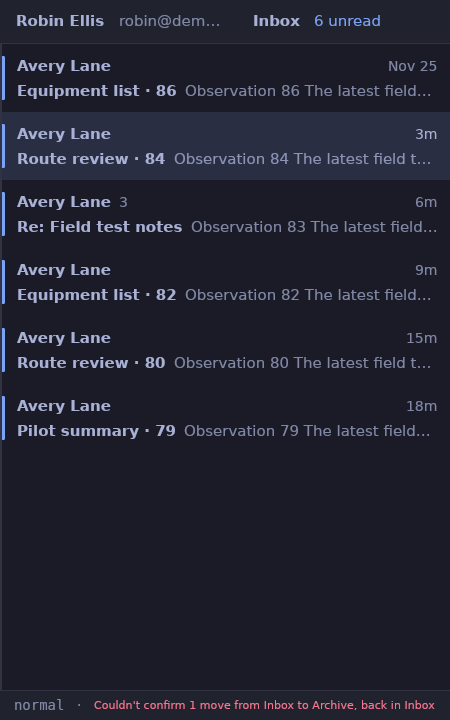 Robin Ellis robin@dem… Inbox 6 unread
Avery Lane Nov 25
Equipment list · 86 Observation 86 The latest field…
Avery Lane 3m
Route review · 84 Observation 84 The latest field t…
Avery Lane 3 6m
Re: Field test notes Observation 83 The latest field…
Avery Lane 9m
Equipment list · 82 Observation 82 The latest field…
Avery Lane 15m
Route review · 80 Observation 80 The latest field t…
Avery Lane 18m
Pilot summary · 79 Observation 79 The latest field…
normal · Couldn't confirm 1 move from Inbox to Archive, back in Inbox